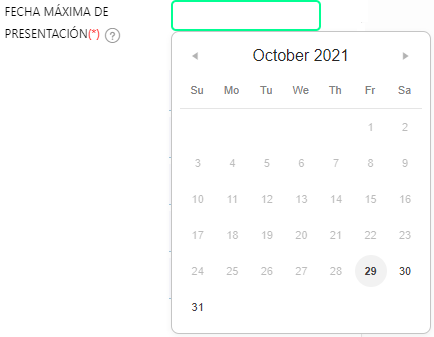 FECHA MÁXIMA DE
PRESENTACIÓN(*) ?
October 2021
Su Mo Tu We Th Fr Sa
1 2
3 4 5 6 7 8 9
10 11 12 13 14 15 16
17 18 19 20 21 22 23
24 25 26 27 28 29 30
31